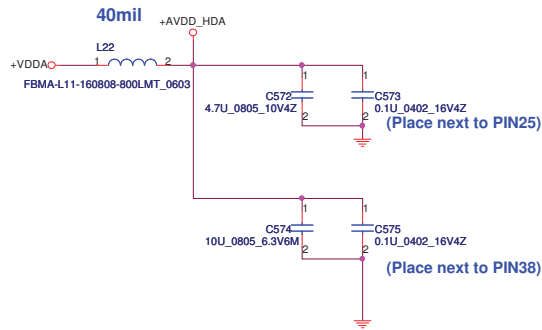 40mil
+AVDD_HDA
L22
+VDDA
1
2
FBMA-L11-160808-800LMT_0603
1
1
C572
C573
4.7U_0805_10V4Z
0.1U_0402_16V4Z
2
2
(Place next to PIN25)
1
1
C574
C575
10U_0805_6.3V6M
0.1U_0402_16V4Z
2
2
(Place next to PIN38)